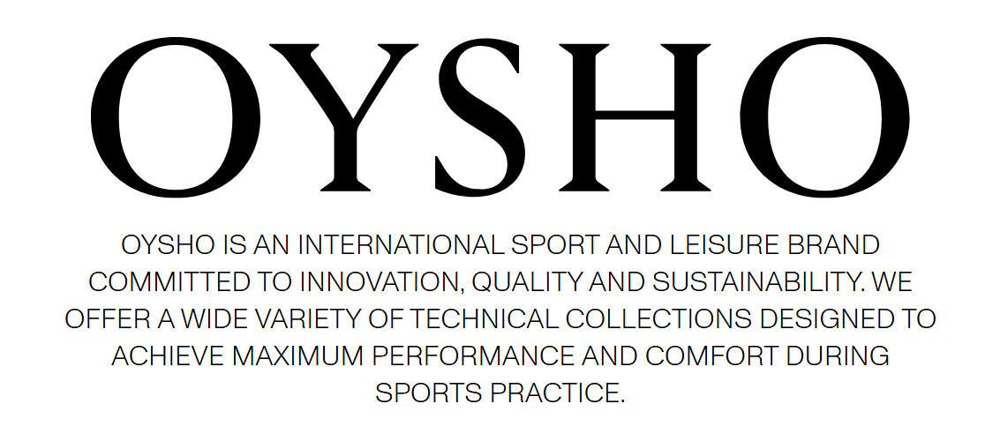 OYSHO
OYSHO IS AN INTERNATIONAL SPORT AND LEISURE BRAND
COMMITTED TO INNOVATION, QUALITY AND SUSTAINABILITY. WE
OFFER A WIDE VARIETY OF TECHNICAL COLLECTIONS DESIGNED TO
ACHIEVE MAXIMUM PERFORMANCE AND COMFORT DURING
SPORTS PRACTICE.